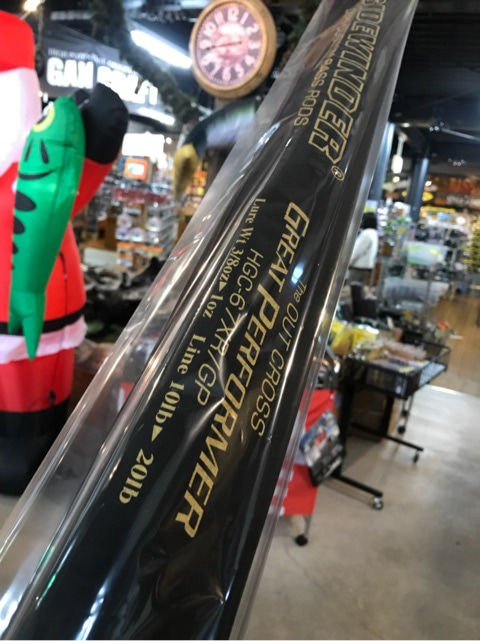 SIDEWINDER®
BASS RODS
The OUT CROSS
GREAT PERFORMER
HGC-67XR/GP
Lure Wt. 3/8oz▶1oz Line 10lb▶20lb
GAN CRAFT